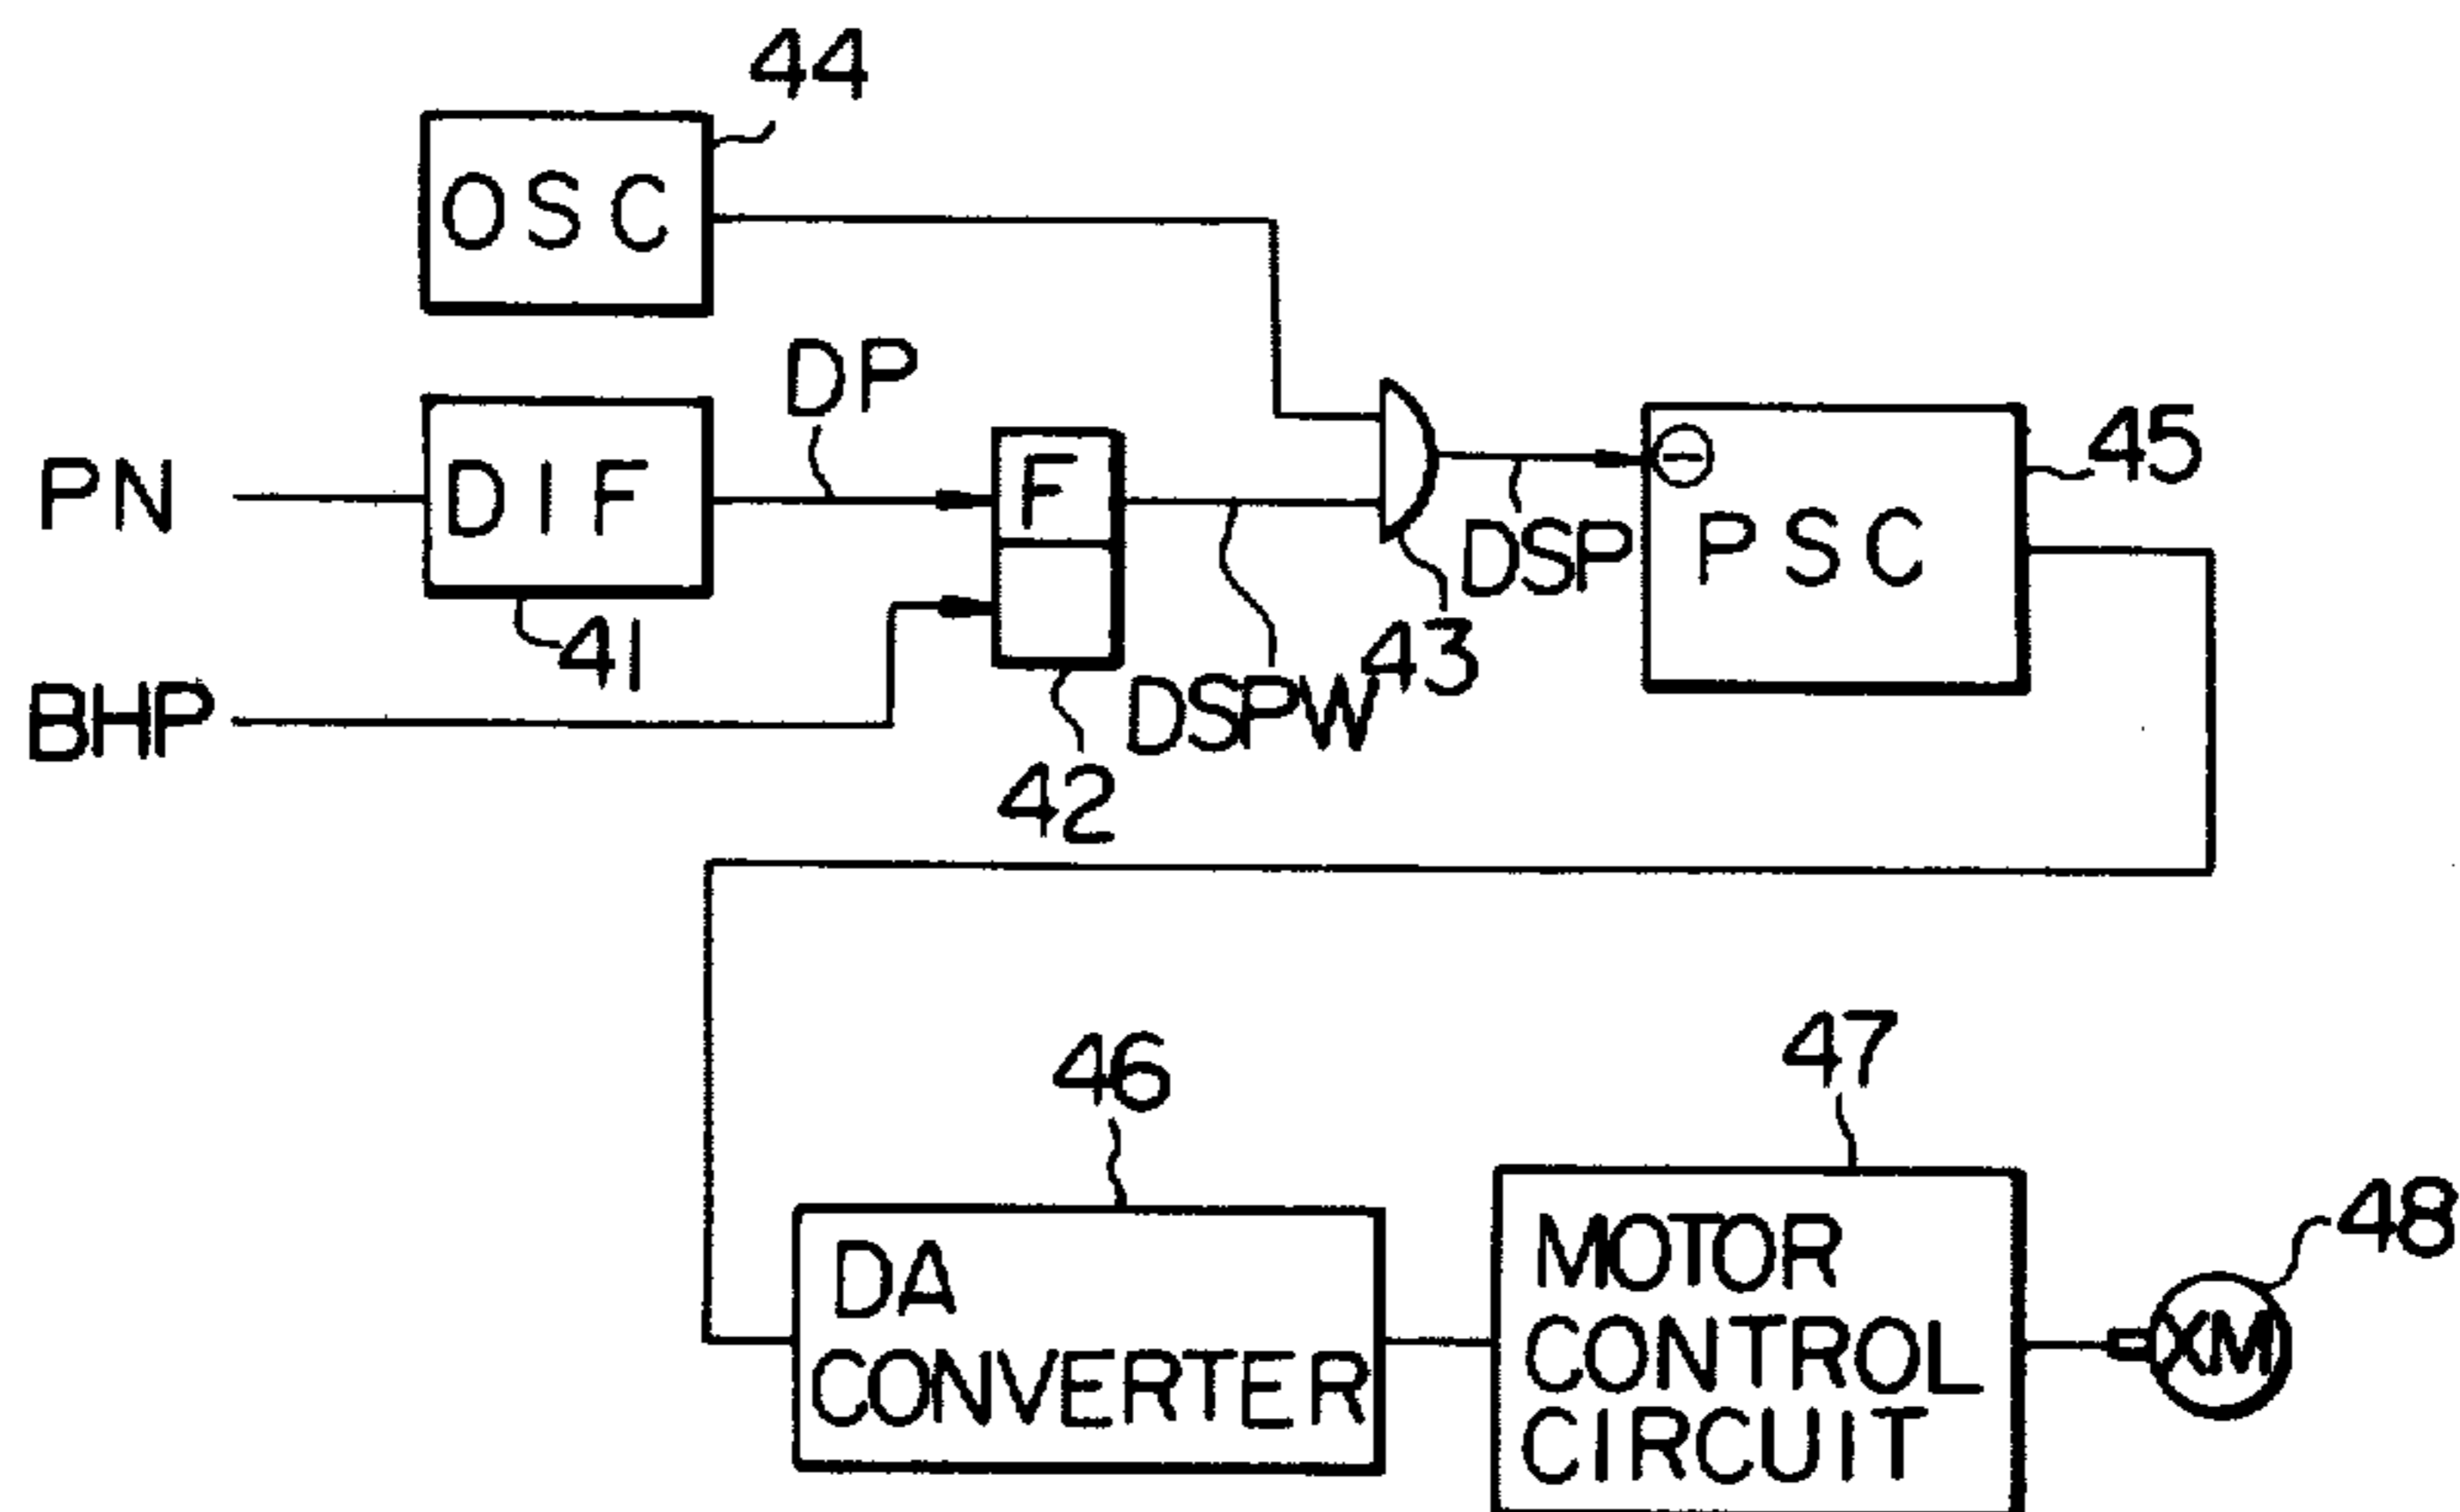 44
OSC
DP
PN
DIF
F
45
DSP
PSC
41
43
BHP
DSPW
42
46
47
48
DA
CONVERTER
MOTOR
CONTROL
CIRCUIT
XM